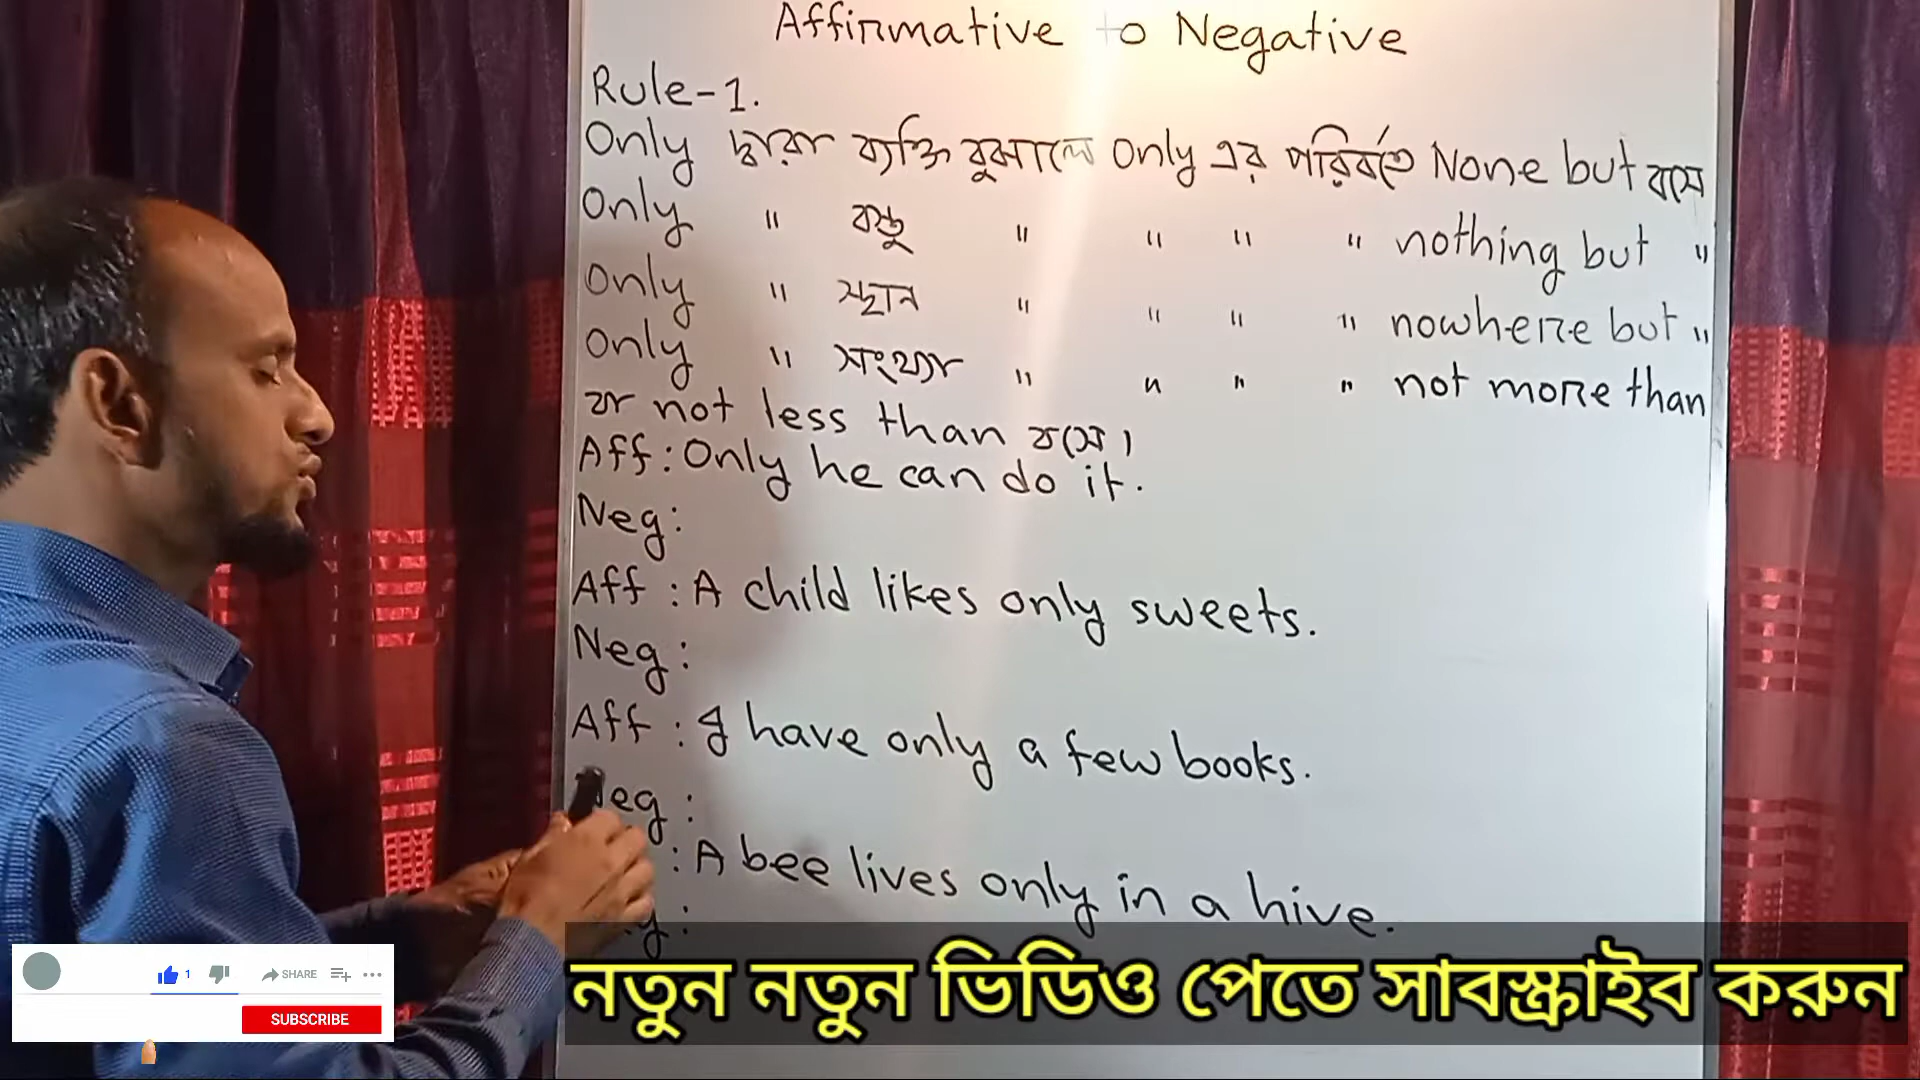 Affirmative to Negative
Rule-1.
Only দ্বারা ব্যক্তি বুঝালে Only এর পরিবর্তে None but বসে
Only " বস্তু " " " " nothing but "
Only " স্থান " " " " nowhere but "
Only " সংখ্যা " " " " not more than
বা not less than বসে।
Aff: Only he can do it.
Neg:
Aff : A child likes only sweets.
Neg :
Aff : I have only a few books.
Neg :
: A bee lives only in a hive.
নতুন নতুন ভিডিও পেতে সাবস্ক্রাইব করুন
1 SHARE
SUBSCRIBE